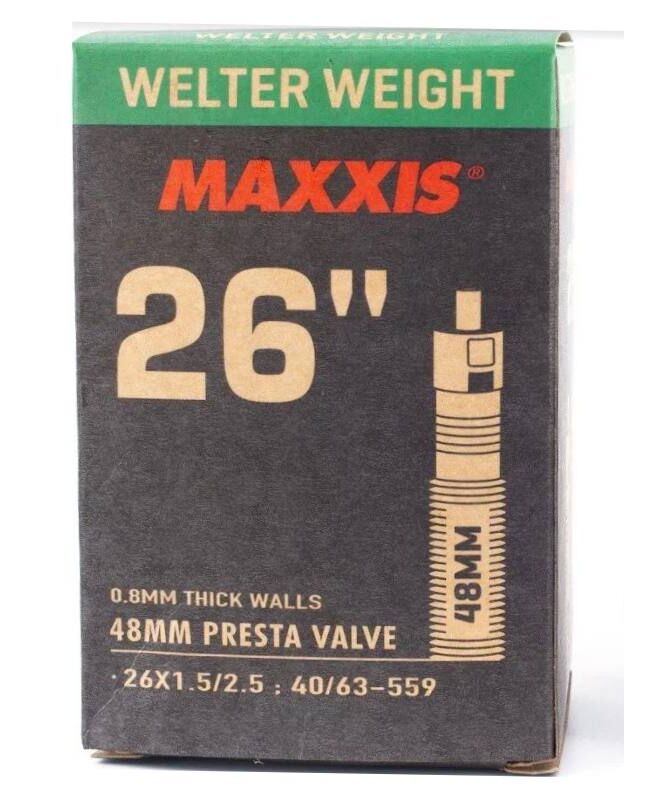 WELTER WEIGHT
WELTER WEIGHT
MAXXIS®
26"
48MM
0.8MM THICK WALLS
48MM PRESTA VALVE
·26X1.5/2.5 ; 40/63-559